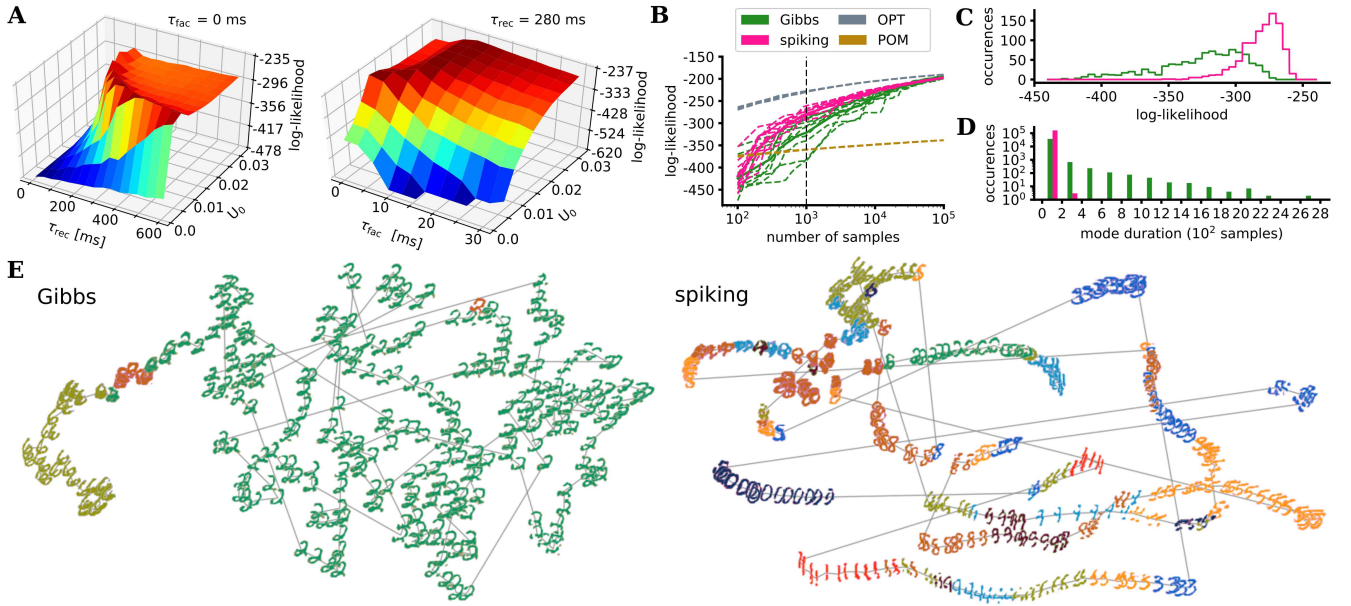 A
τfac = 0 ms
-235
-296
-356
-417
-478
log-likelihood
0.03
0.02
0.01
0.0
U0
0
200
400
600
τrec [ms]
τrec = 280 ms
-237
-333
-428
-524
-620
log-likelihood
0.03
0.02
0.01
0.0
U0
0
10
20
30
τfac [ms]
B
Gibbs
OPT
spiking
POM
-150
-200
-250
-300
-350
-400
-450
log-likelihood
10^2
10^3
10^4
10^5
number of samples
C
150
100
50
0
occurences
-450
-400
-350
-300
-250
log-likelihood
D
10^5
10^4
10^3
10^2
10^1
10^0
occurences
0 2 4 6 8 10 12 14 16 18 20 22 24 26 28
mode duration (10^2 samples)
E
Gibbs
spiking